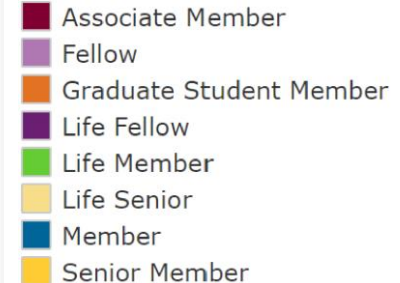 Associate Member
Fellow
Graduate Student Member
Life Fellow
Life Member
Life Senior
Member
Senior Member